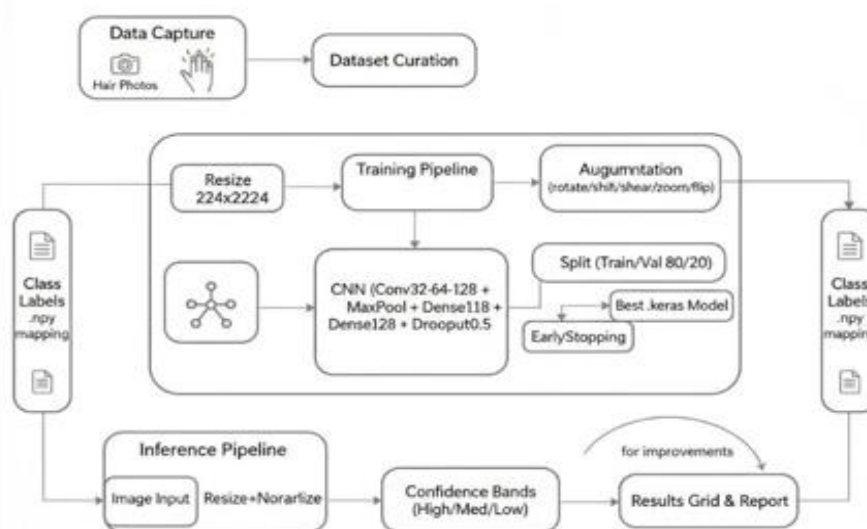 Data Capture
Hair Photos
Dataset Curation
Resize
224x2224
Training Pipeline
Augumntation
(rotate/shift/shear/zoom/flip)
Class
Labels
.npy
mapping
CNN (Conv32-64-128 +
MaxPool + Dense118 +
Dense128 + Drooput0.5
Split (Train/Val 80/20)
Best .keras Model
EarlyStopping
Class
Labels
.npy
mapping
Inference Pipeline
Image Input
Resize+Norarlize
Confidence Bands
(High/Med/Low)
for improvements
Results Grid & Report